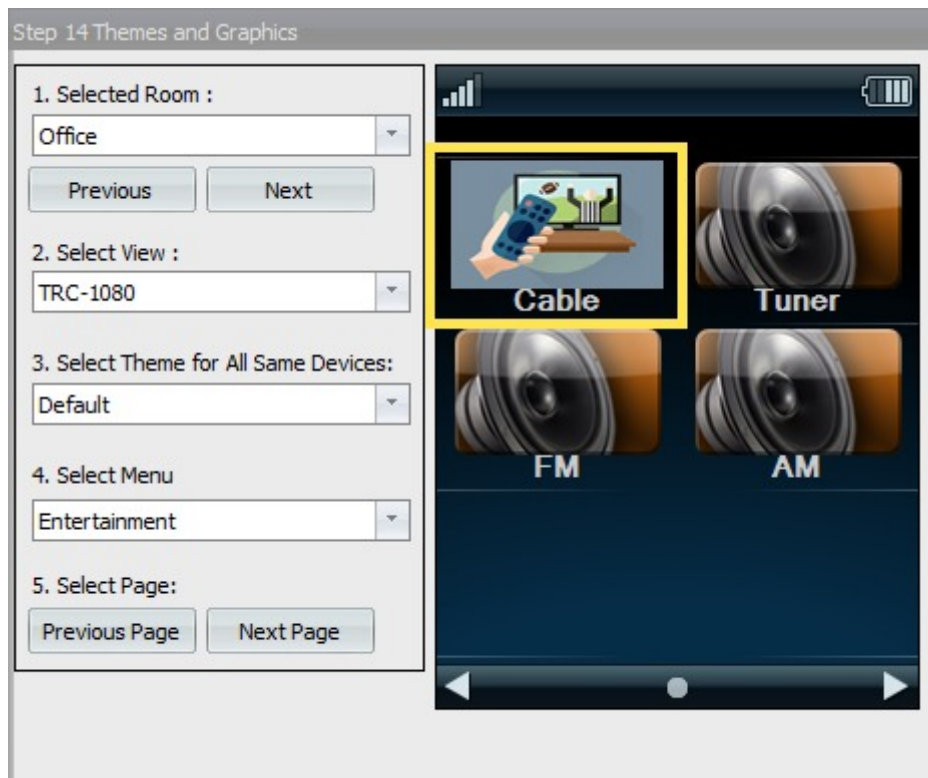 Step 14 Themes and Graphics
1. Selected Room :
Office
Previous Next
2. Select View :
TRC-1080
3. Select Theme for All Same Devices:
Default
4. Select Menu
Entertainment
5. Select Page:
Previous Page Next Page
Cable Tuner
FM AM